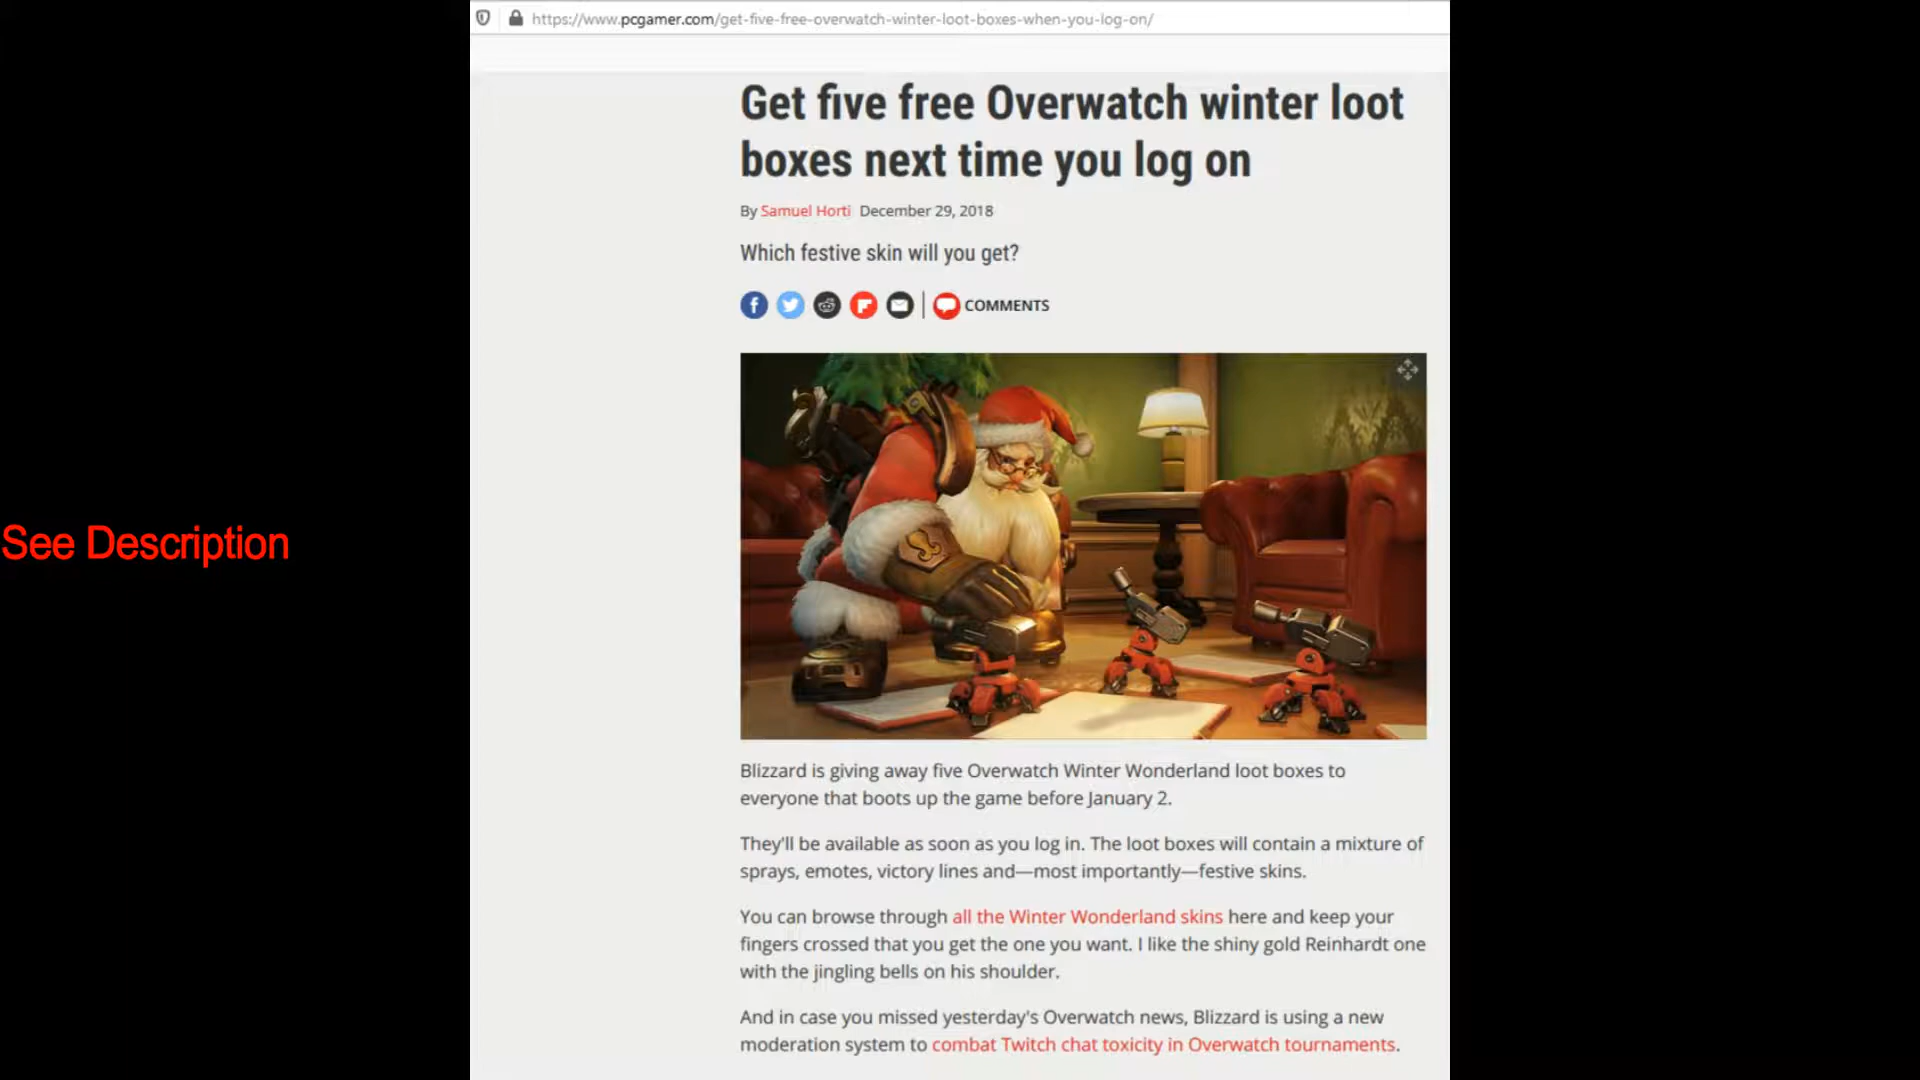 https://www.pcgamer.com/get-five-free-overwatch-winter-loot-boxes-when-you-log-on/
Get five free Overwatch winter loot
boxes next time you log on
By Samuel Horti December 29, 2018
Which festive skin will you get?
COMMENTS
See Description
Blizzard is giving away five Overwatch Winter Wonderland loot boxes to
everyone that boots up the game before January 2.
They'll be available as soon as you log in. The loot boxes will contain a mixture of
sprays, emotes, victory lines and—most importantly—festive skins.
You can browse through all the Winter Wonderland skins here and keep your
fingers crossed that you get the one you want. I like the shiny gold Reinhardt one
with the jingling bells on his shoulder.
And in case you missed yesterday's Overwatch news, Blizzard is using a new
moderation system to combat Twitch chat toxicity in Overwatch tournaments.